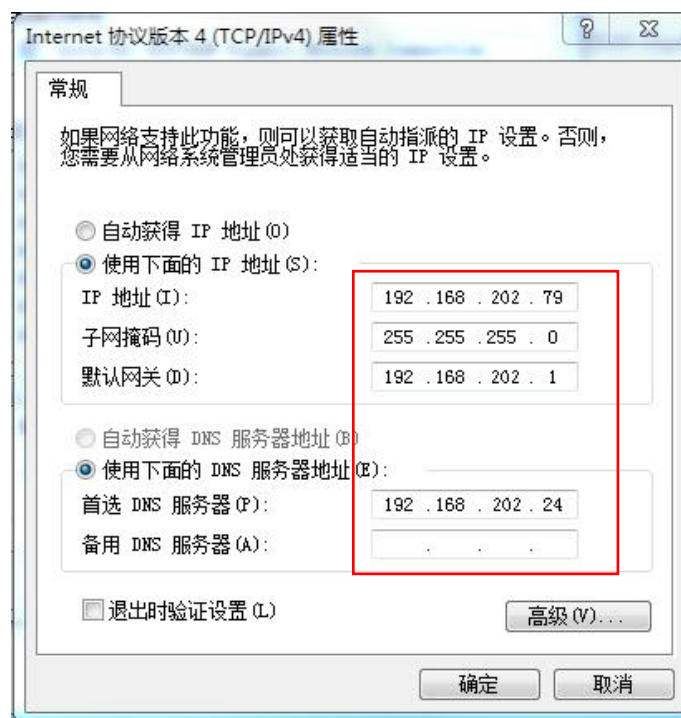 Internet 协议版本 4 (TCP/IPv4) 属性
常规
如果网络支持此功能，则可以获取自动指派的 IP 设置。否则，
您需要从网络系统管理员处获得适当的 IP 设置。
自动获得 IP 地址(O)
使用下面的 IP 地址(S):
IP 地址(I): 192 .168 . 202 . 79
子网掩码(U): 255 .255 .255 . 0
默认网关(D): 192 .168 . 202 . 1
自动获得 DNS 服务器地址(B)
使用下面的 DNS 服务器地址(E):
首选 DNS 服务器(P): 192 .168 . 202 . 24
备用 DNS 服务器(A): . . .
退出时验证设置(L)
高级(V)...
确定 取消